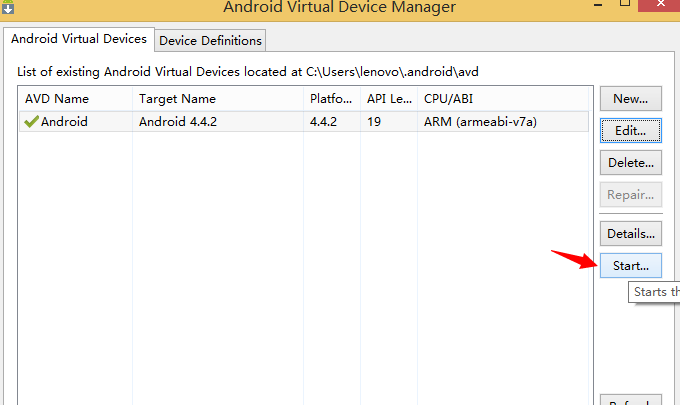 Android Virtual Device Manager
Android Virtual Devices
Device Definitions
List of existing Android Virtual Devices located at C:\Users\lenovo\.android\avd
AVD Name Target Name Platfo... API Le... CPU/ABI
Android Android 4.4.2 4.4.2 19 ARM (armeabi-v7a)
New...
Edit...
Delete...
Repair...
Details...
Start...
Starts th